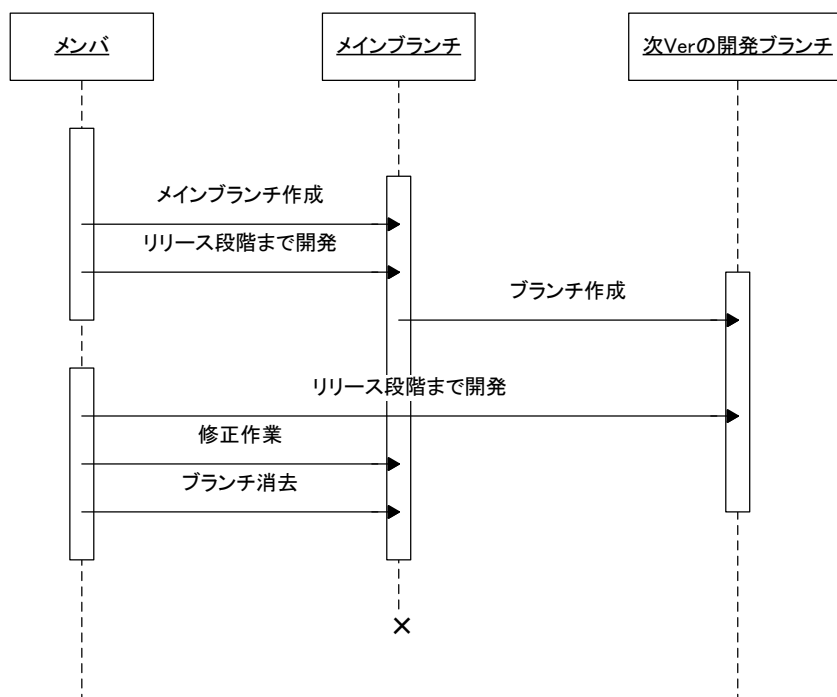 メンバ
メインブランチ
次Verの開発ブランチ
メインブランチ作成
リリース段階まで開発
ブランチ作成
リリース段階まで開発
修正作業
ブランチ消去